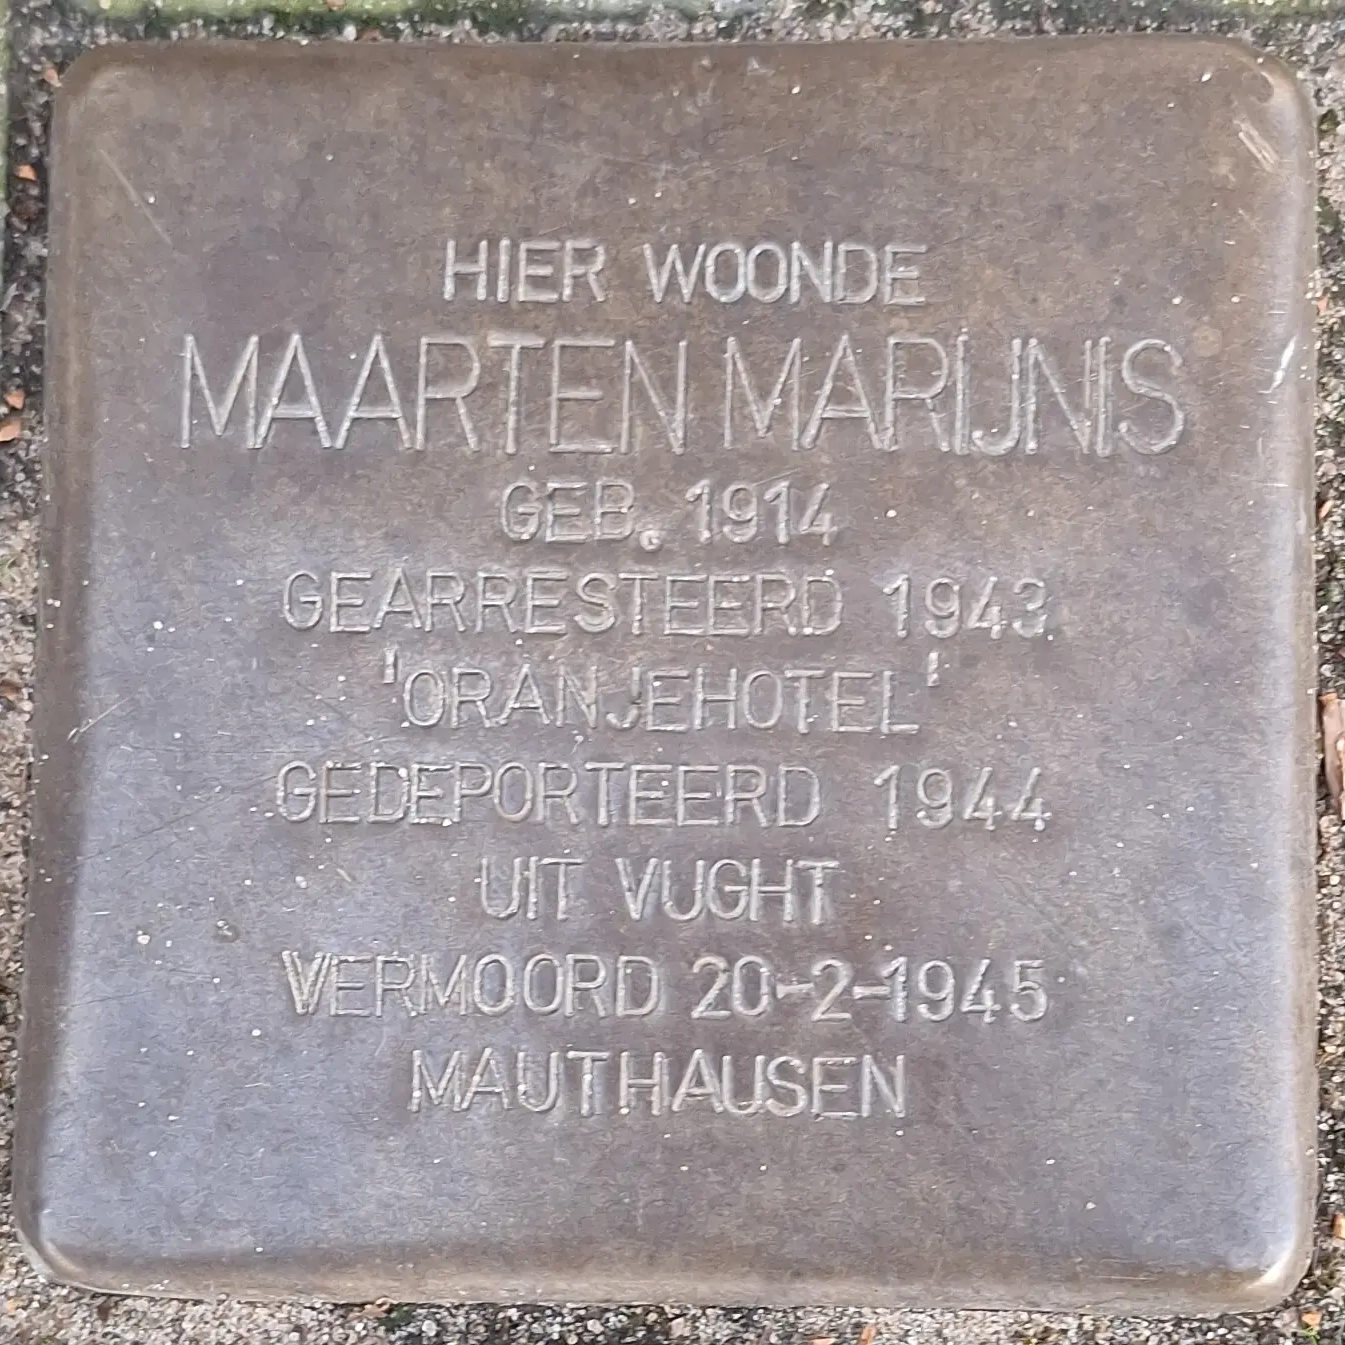 HIER WOONDE
MAARTEN MARIJNIS
GEB. 1914
GEARRESTEERD 1943
'ORANJEHOTEL'
GEDEPORTEERD 1944
UIT VUGHT
VERMOORD 20-2-1945
MAUTHAUSEN